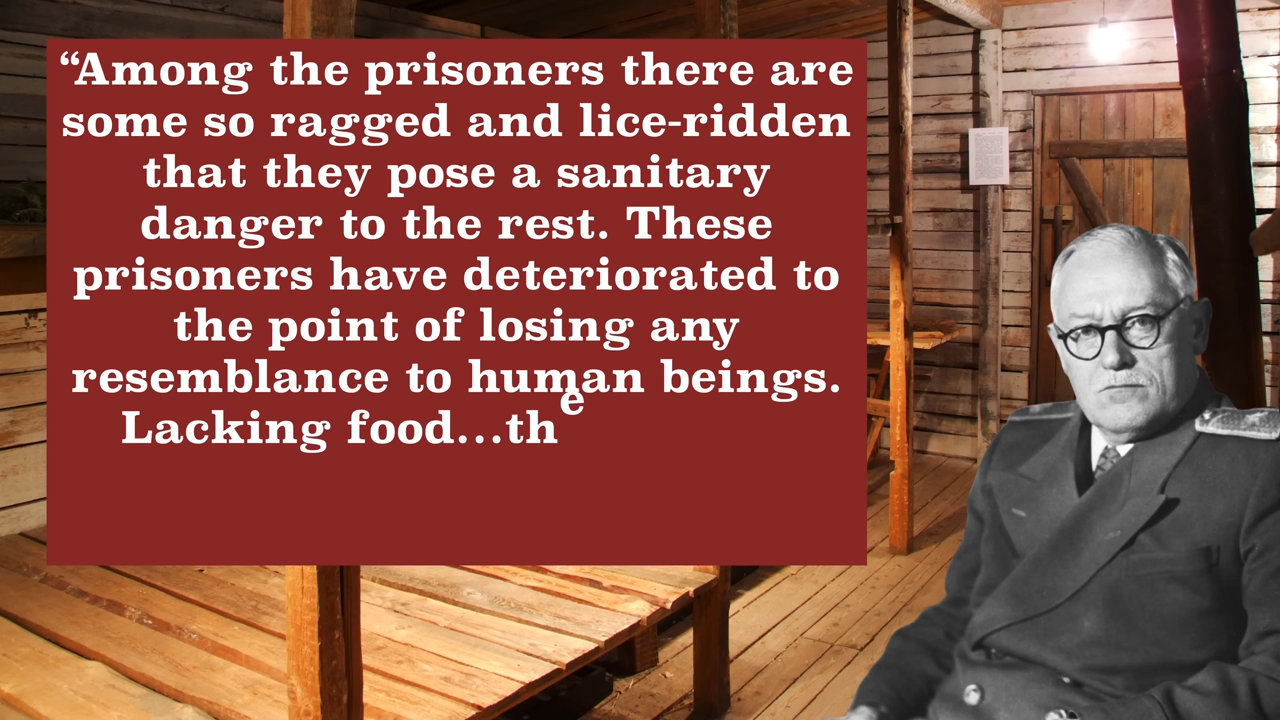 “Among the prisoners there are
some so ragged and lice-ridden
that they pose a sanitary
danger to the rest. These
prisoners have deteriorated to
the point of losing any
resemblance to human beings.
Lacking food...the